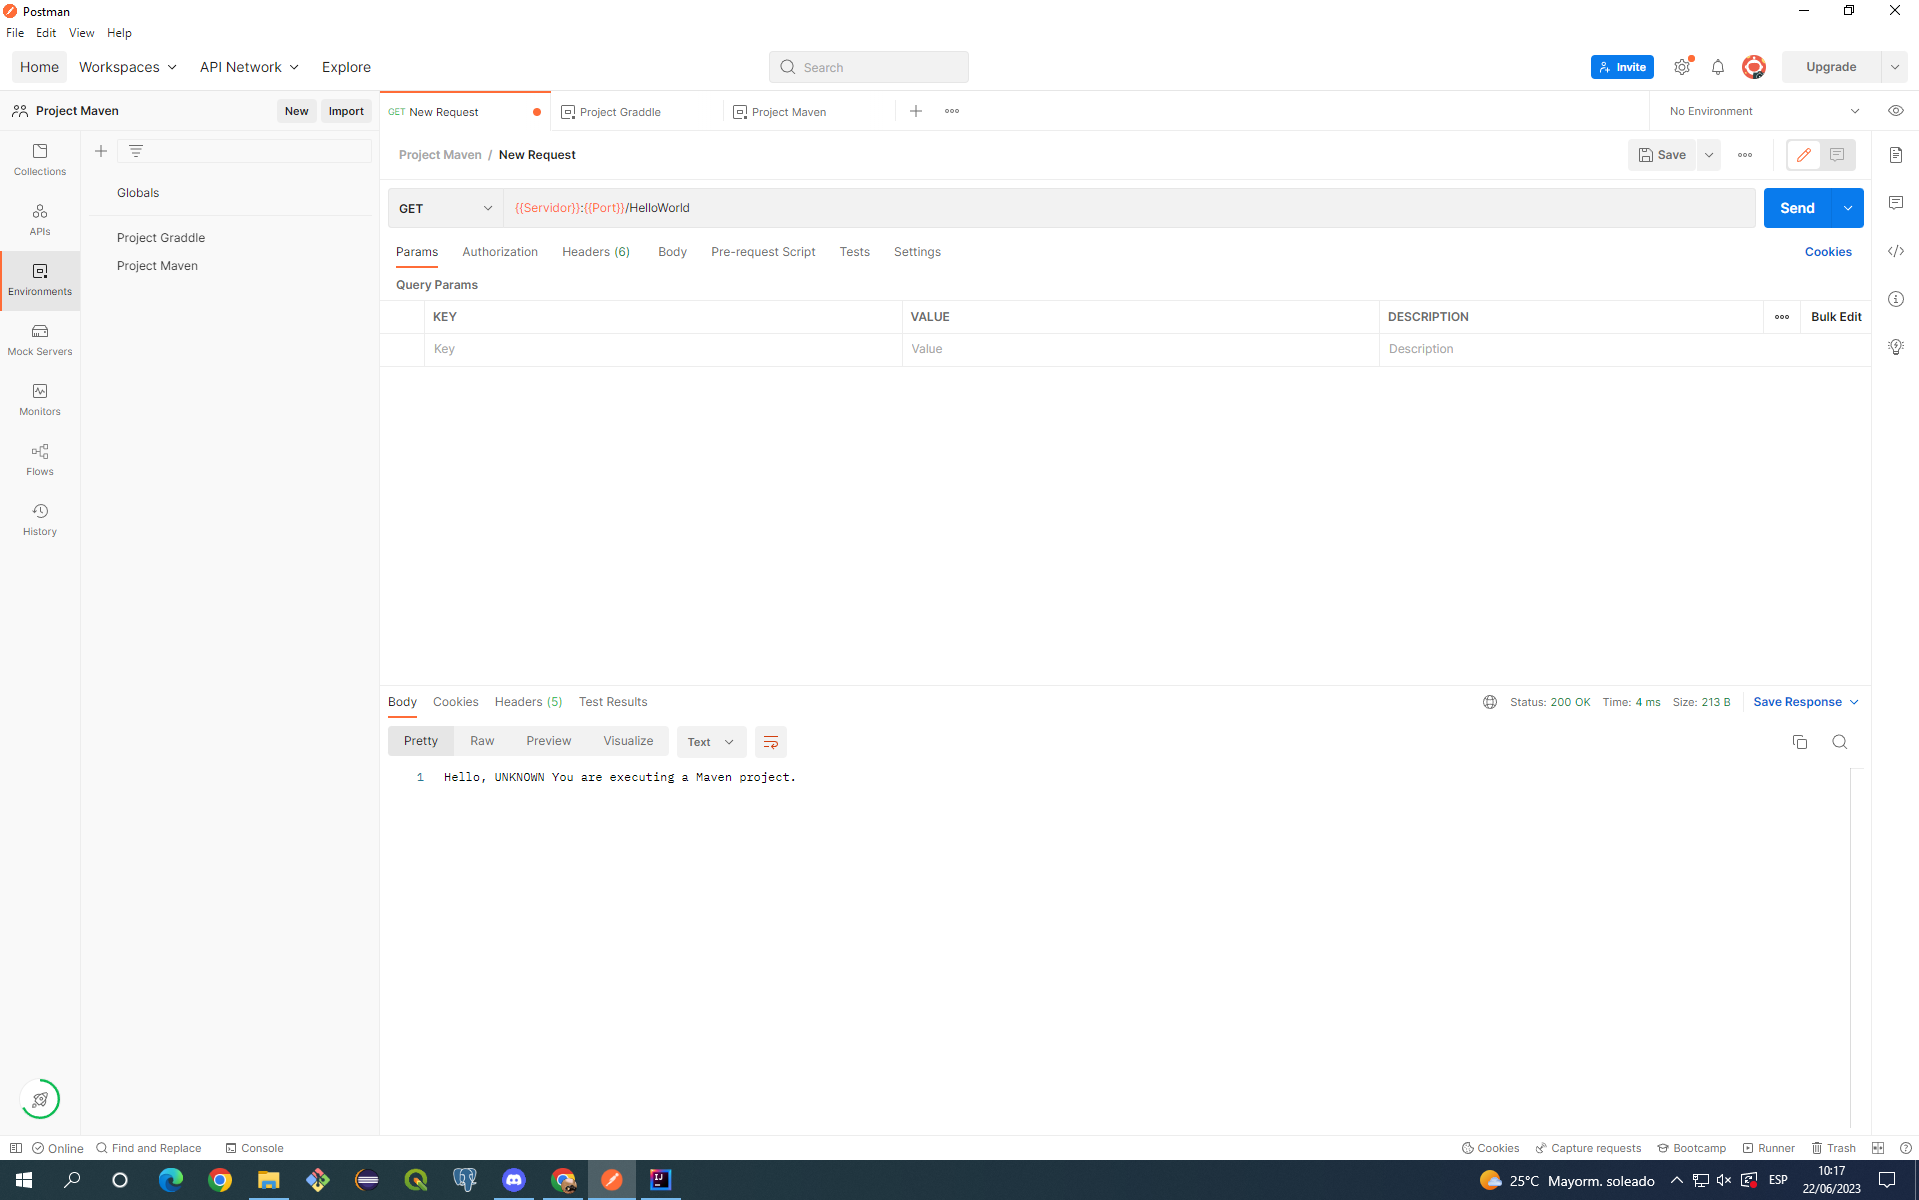 Postman
File Edit View Help
Home Workspaces API Network Explore Search Invite Upgrade
Project Maven New Import GET New Request Project Graddle Project Maven No Environment
Project Maven / New Request Save
Collections
Globals
GET {{Servidor}}:{{Port}}/HelloWorld Send
APIs
Project Graddle
Params Authorization Headers (6) Body Pre-request Script Tests Settings Cookies
Project Maven
Environments
Query Params
KEY VALUE DESCRIPTION Bulk Edit
Key Value Description
Mock Servers
Monitors
Flows
History
Body Cookies Headers (5) Test Results Status: 200 OK Time: 4 ms Size: 213 B Save Response
Pretty Raw Preview Visualize Text
1 Hello, UNKNOWN You are executing a Maven project.
Online Find and Replace Console Cookies Capture requests Bootcamp Runner Trash
25°C Mayorm. soleado ESP 10:17
22/06/2023